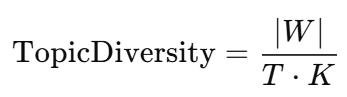 TopicDiversity = |W| / T · K